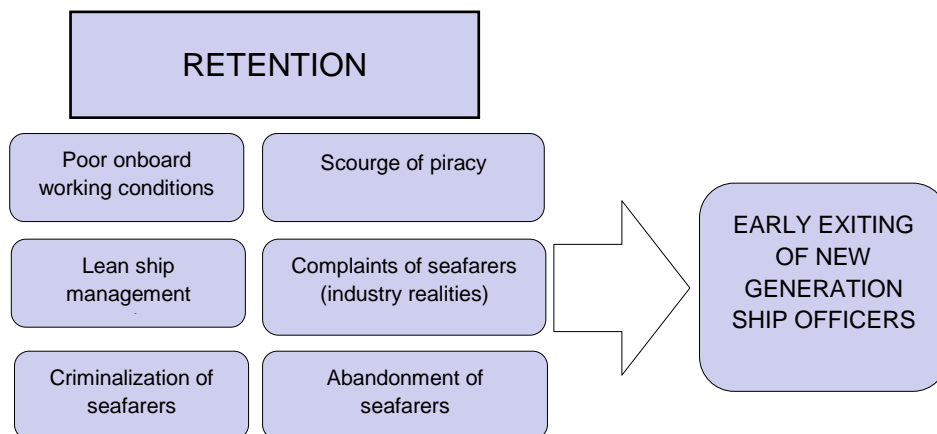 RETENTION
Poor onboard
working conditions
Scourge of piracy
Lean ship
management
Complaints of seafarers
(industry realities)
Criminalization of
seafarers
Abandonment of
seafarers
EARLY EXITING
OF NEW
GENERATION
SHIP OFFICERS